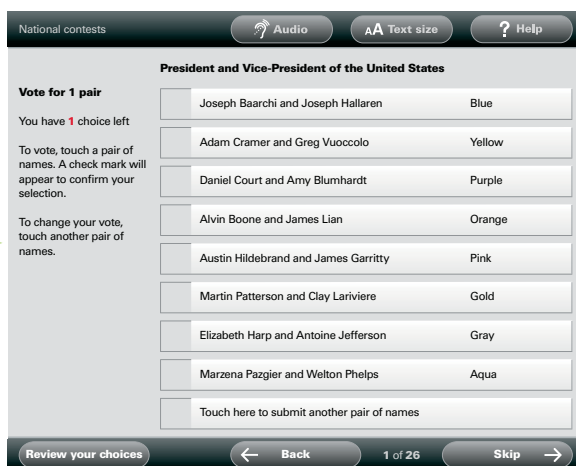 National contests
Audio
AA Text size
? Help
President and Vice-President of the United States
Vote for 1 pair
You have 1 choice left
To vote, touch a pair of
names. A check mark will
appear to confirm your
selection.
To change your vote,
touch another pair of
names.
Joseph Baarchi and Joseph Hallaren Blue
Adam Cramer and Greg Vuoccolo Yellow
Daniel Court and Amy Blumhardt Purple
Alvin Boone and James Lian Orange
Austin Hildebrand and James Garritty Pink
Martin Patterson and Clay Lariviere Gold
Elizabeth Harp and Antoine Jefferson Gray
Marzena Pazgier and Welton Phelps Aqua
Touch here to submit another pair of names
Review your choices
← Back
1 of 26
Skip →